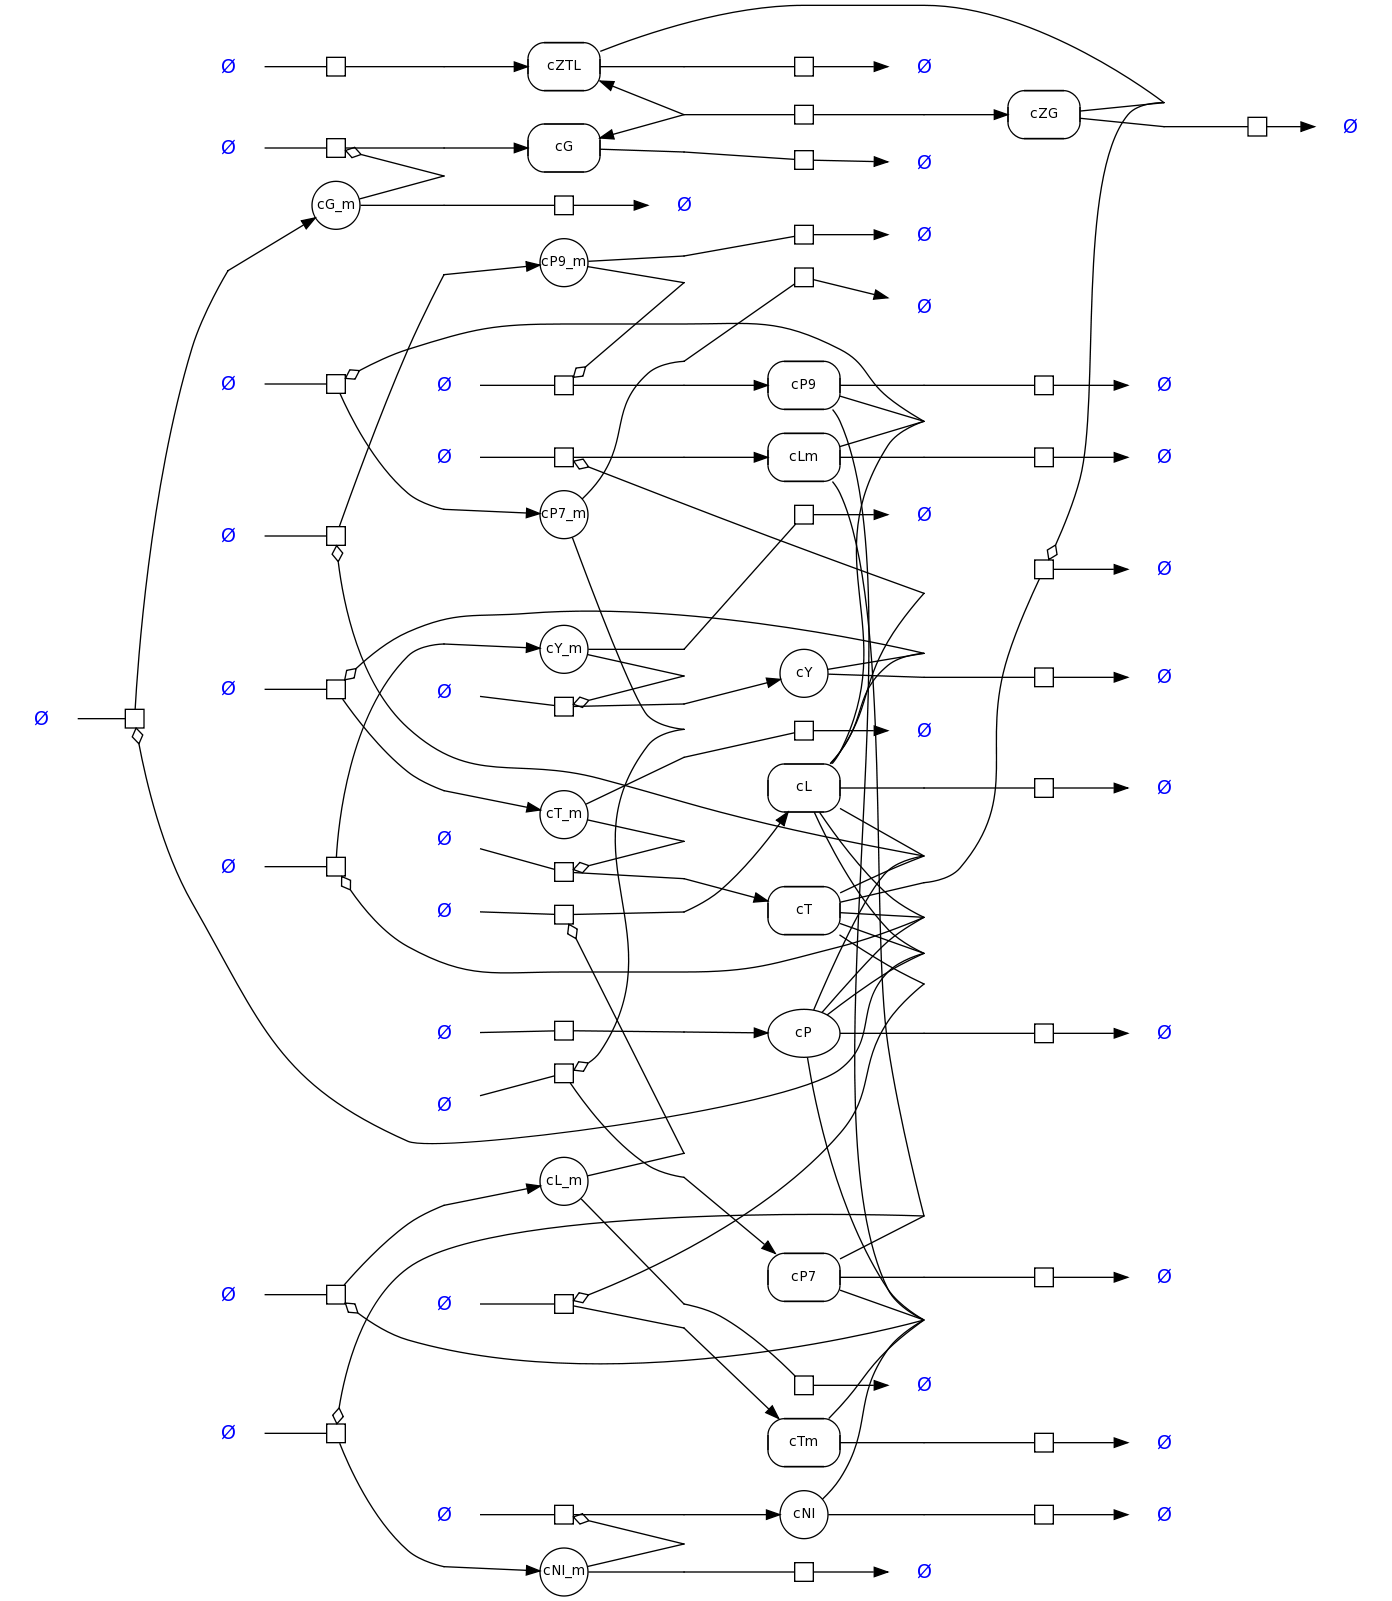 Ø cZTL Ø
cZG Ø
Ø cG Ø
cG_m Ø
cP9_m Ø
Ø
Ø Ø cP9 Ø
Ø cLm Ø
cP7_m Ø
Ø Ø
cY_m
Ø Ø cY Ø
Ø Ø
cT_m cL Ø
Ø
Ø
Ø cT
Ø cP Ø
Ø
cL_m
cP7 Ø
Ø Ø
Ø
Ø cTm Ø
Ø cNI Ø
cNI_m Ø